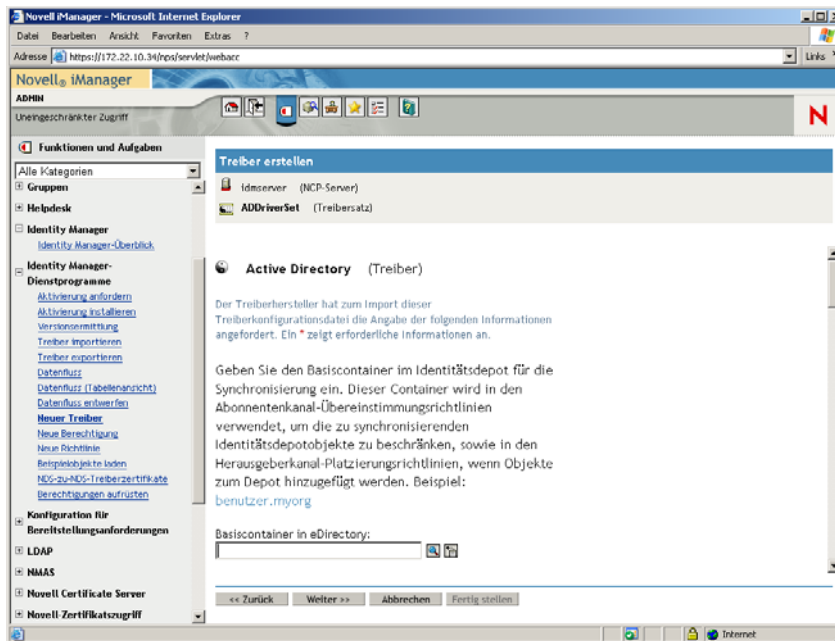 Novell iManager - Microsoft Internet Explorer
Datei Bearbeiten Ansicht Favoriten Extras ?
Adresse https://172.22.10.34/nps/servlet/webacc Links
Novell® iManager
ADMIN
Uneingeschränkter Zugriff
N
Funktionen und Aufgaben
Alle Kategorien
Gruppen
Helpdesk
Identity Manager
Identity Manager-Überblick
Identity Manager-
Dienstprogramme
Aktivierung anfordern
Aktivierung installieren
Versionsermittlung
Treiber importieren
Treiber exportieren
Datenfluss
Datenfluss (Tabellenansicht)
Datenfluss entwerfen
Neuer Treiber
Neue Berechtigung
Neue Richtlinie
Beispielobjekte laden
NDS-zu-NDS-Treiberzertifikate
Berechtigungen aufrüsten
Konfiguration für
Bereitstellungsanforderungen
LDAP
NMAS
Novell Certificate Server
Novell-Zertifikatszugriff
Treiber erstellen
idmserver (NCP-Server)
ADDriverSet (Treibersatz)
Active Directory (Treiber)
Der Treiberhersteller hat zum Import dieser
Treiberkonfigurationsdatei die Angabe der folgenden Informationen
angefordert. Ein * zeigt erforderliche Informationen an.
Geben Sie den Basiscontainer im Identitätsdepot für die
Synchronisierung ein. Dieser Container wird in den
Abonnentenkanal-Übereinstimmungsrichtlinien
verwendet, um die zu synchronisierenden
Identitätsdepotobjekte zu beschränken, sowie in den
Herausgeberkanal-Platzierungsrichtlinien, wenn Objekte
zum Depot hinzugefügt werden. Beispiel:
benutzer.myorg
Basiscontainer in eDirectory:
<< Zurück Weiter >> Abbrechen Fertig stellen
Internet